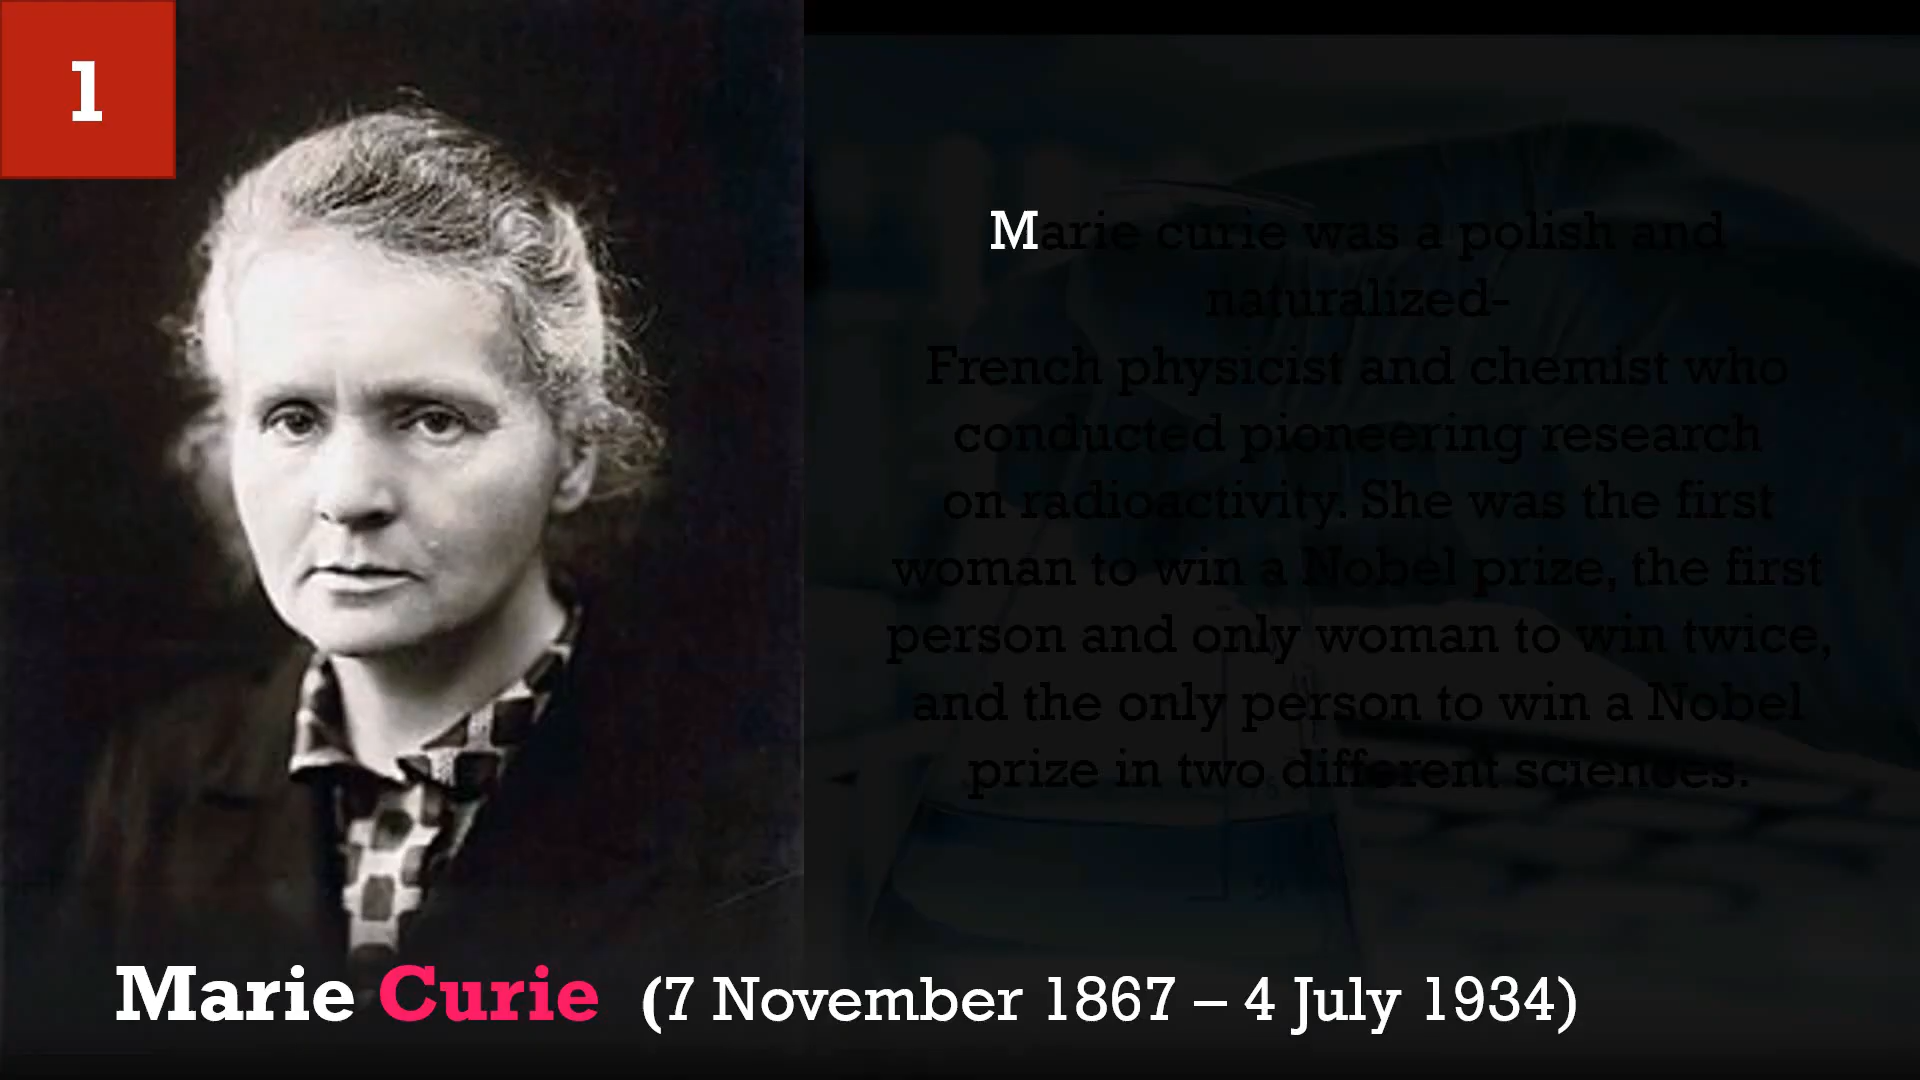 1
Marie curie was a polish and
naturalized-
French physicist and chemist who
conducted pioneering research
on radioactivity. She was the first
woman to win a Nobel prize, the first
person and only woman to win twice,
and the only person to win a Nobel
prize in two different sciences.
Marie Curie (7 November 1867 – 4 July 1934)